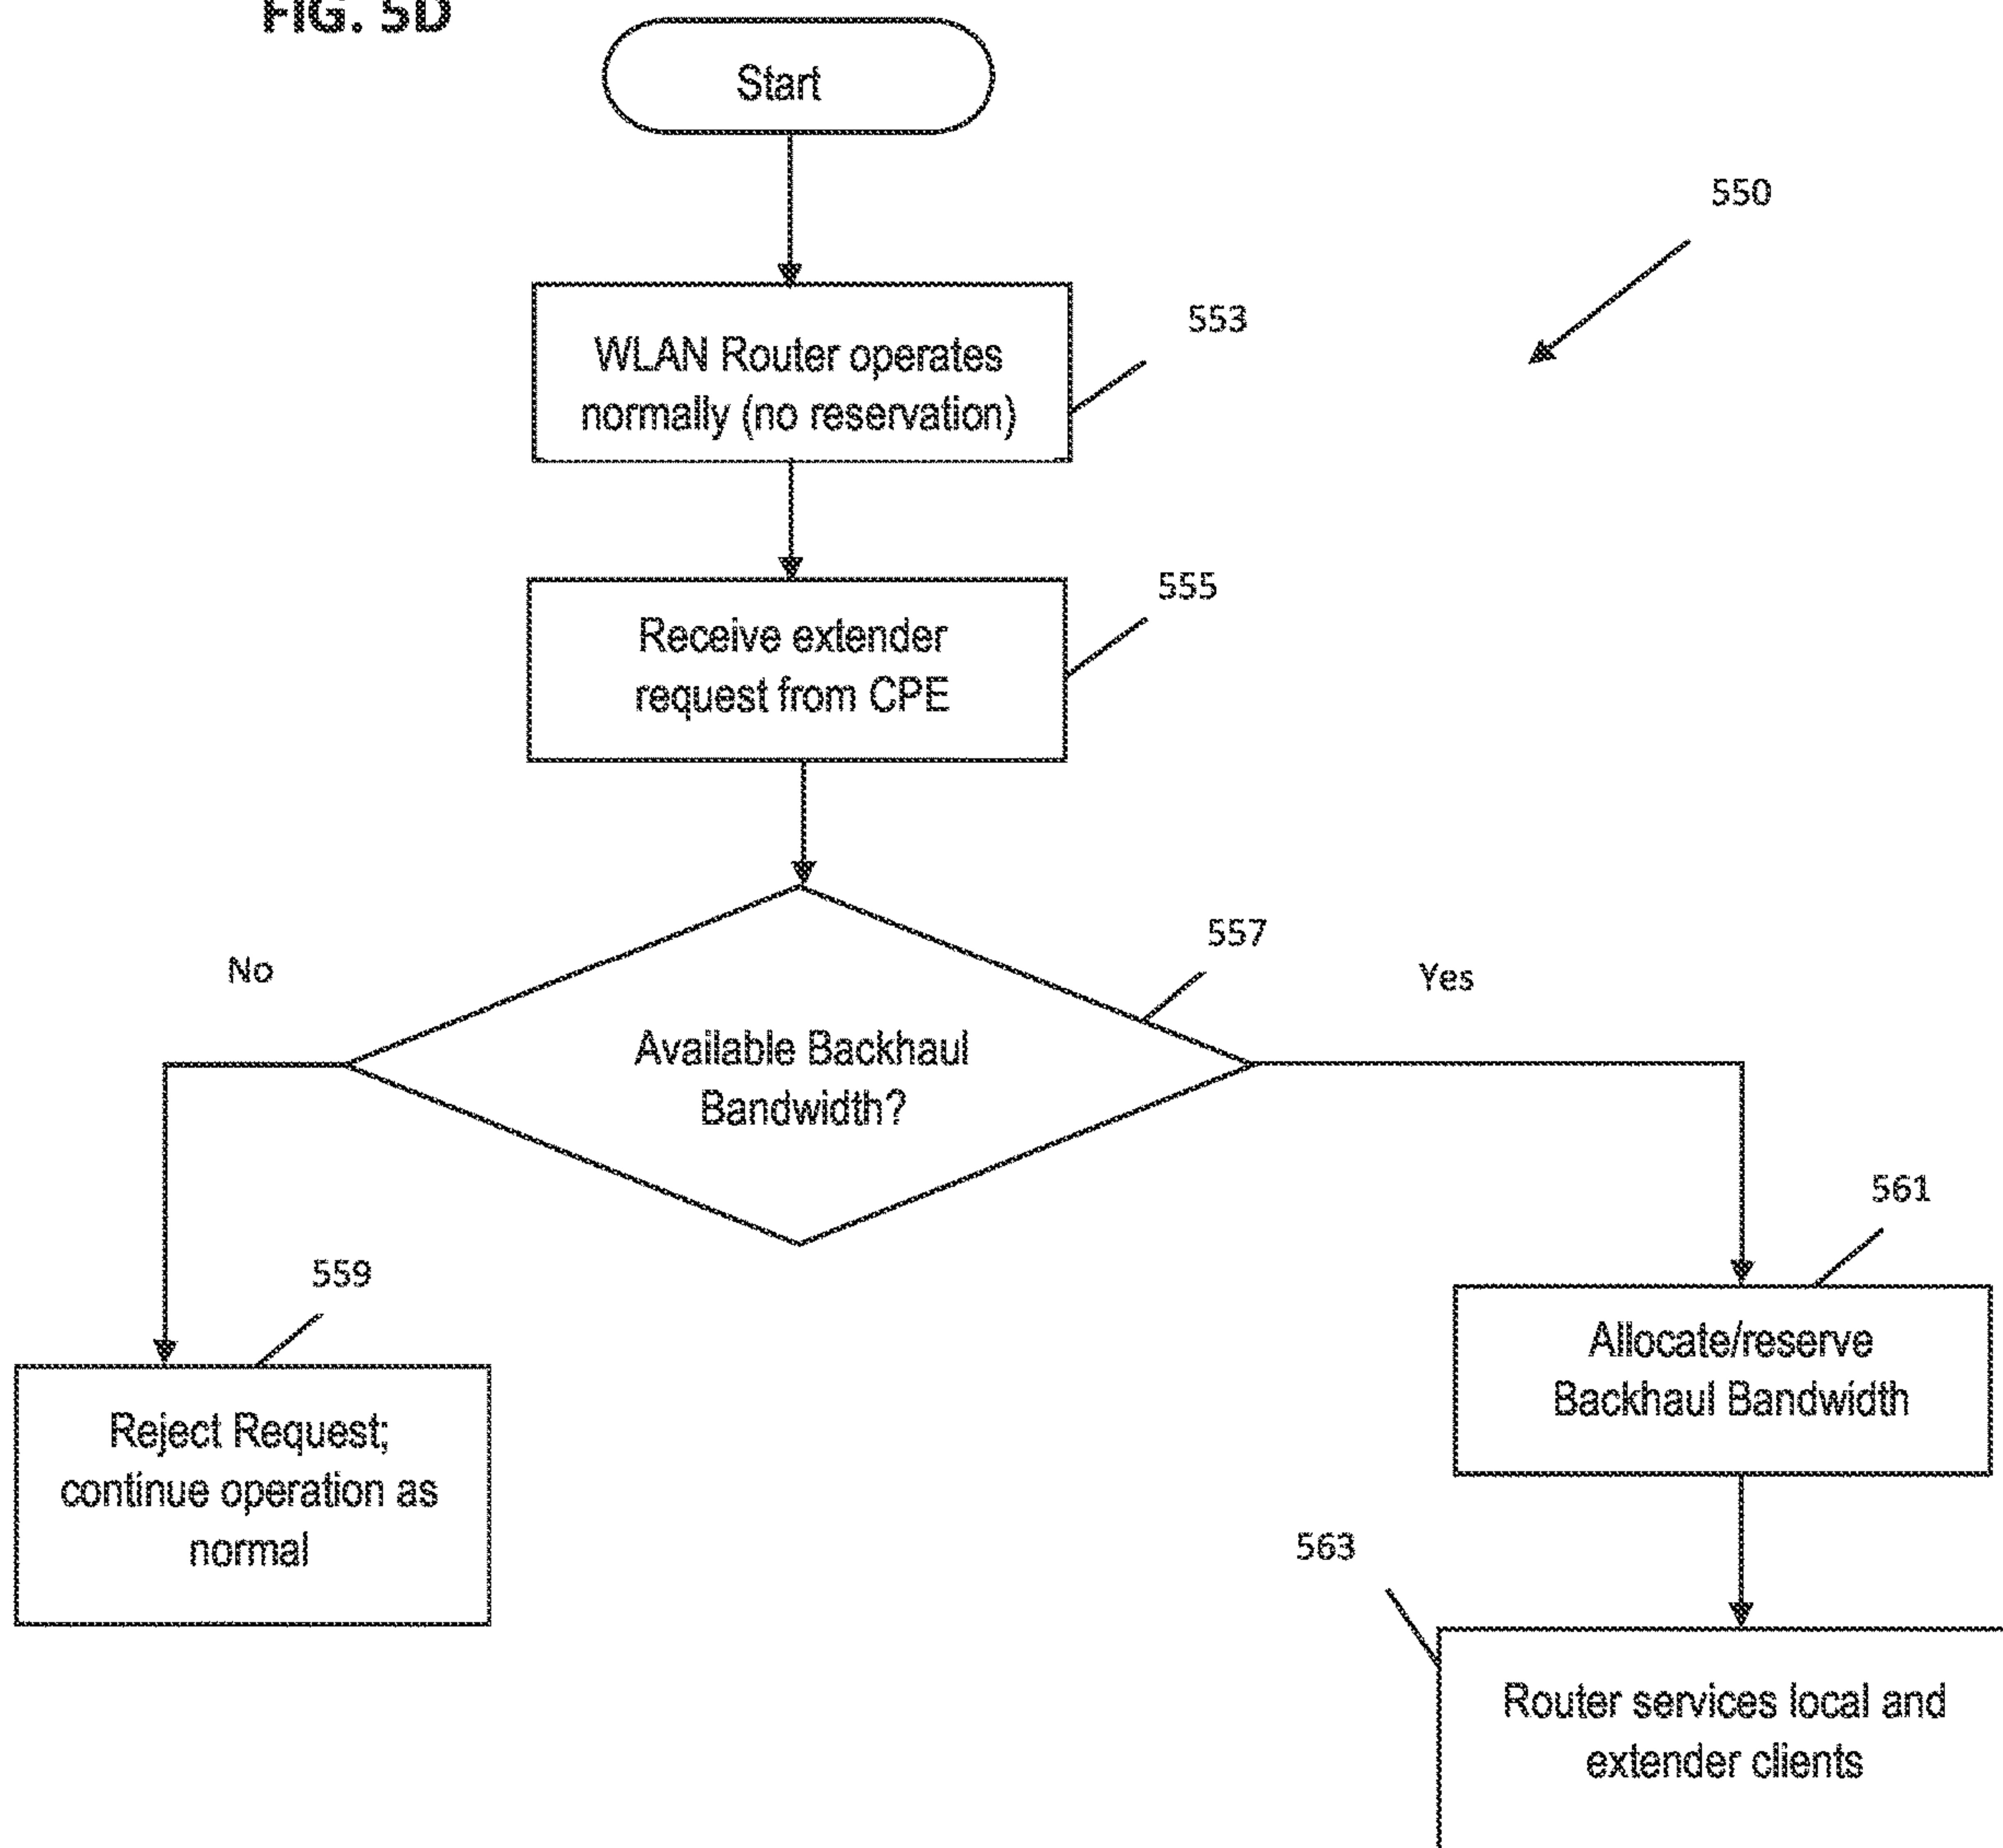 FIG. 5D
Start
550
WLAN Router operates
normally (no reservation)
553
Receive extender
request from CPE
555
557
No
Yes
Available Backhaul
Bandwidth?
561
559
Allocate/reserve
Backhaul Bandwidth
Reject Request;
continue operation as
normal
563
Router services local and
extender clients